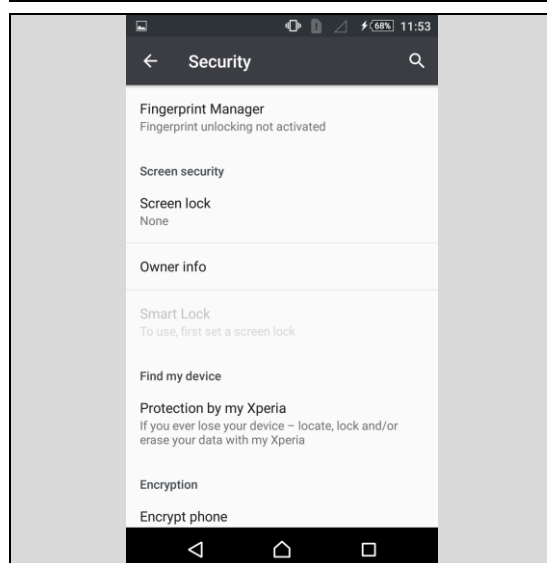 68% 11:53
Security
Fingerprint Manager
Fingerprint unlocking not activated
Screen security
Screen lock
None
Owner info
Smart Lock
To use, first set a screen lock
Find my device
Protection by my Xperia
If you ever lose your device – locate, lock and/or
erase your data with my Xperia
Encryption
Encrypt phone